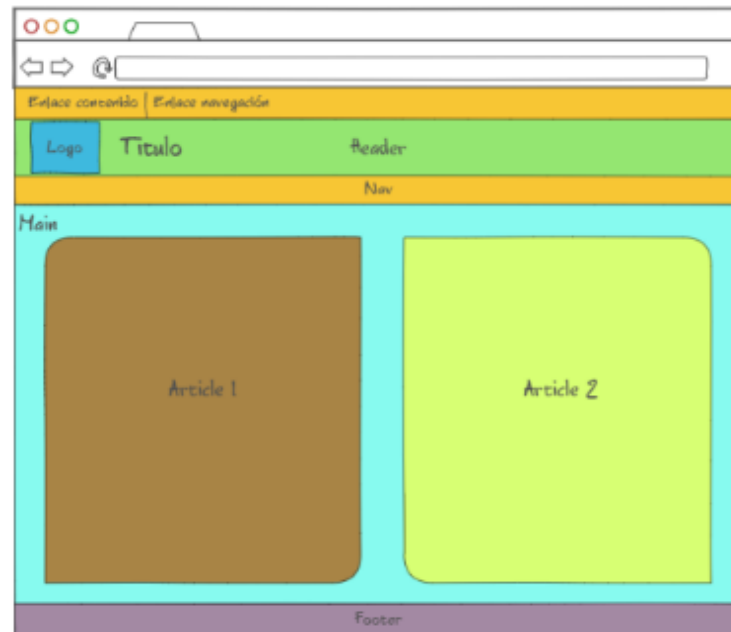 Enlace contenido | Enlace navegación
Logo Titulo Header
Nav
Main
Article 1 Article 2
Footer